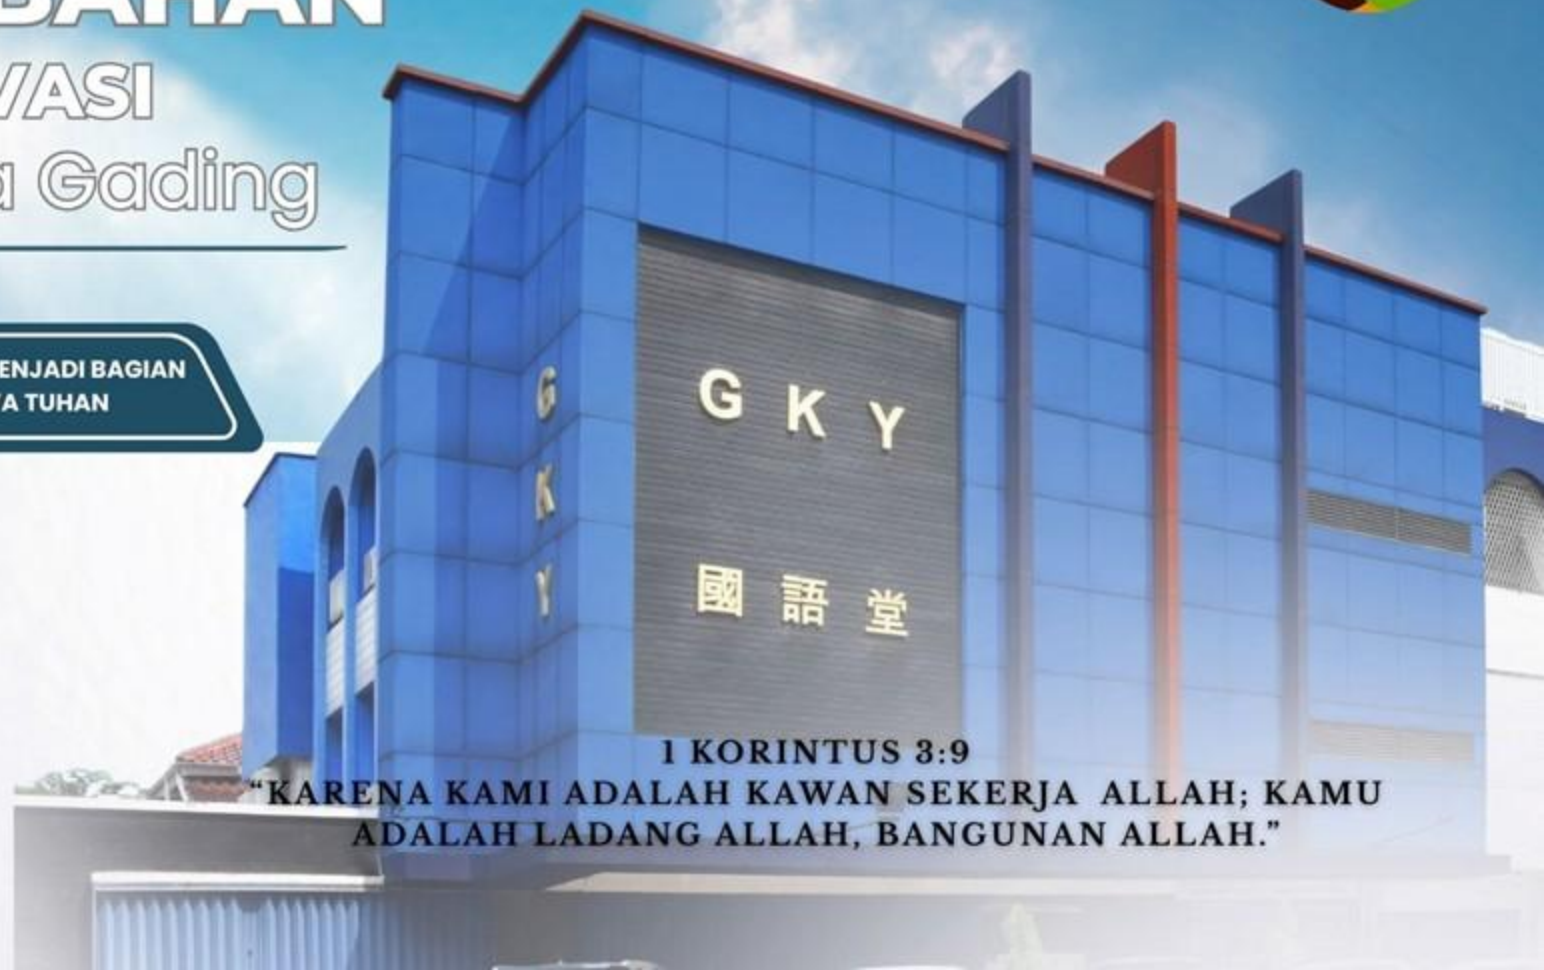 BAHAN
VASI
a Gading
ENJADI BAGIAN
A TUHAN
G
K
Y
G K Y
國 語 堂
1 KORINTUS 3:9
“KARENA KAMI ADALAH KAWAN SEKERJA ALLAH; KAMU
ADALAH LADANG ALLAH, BANGUNAN ALLAH.”